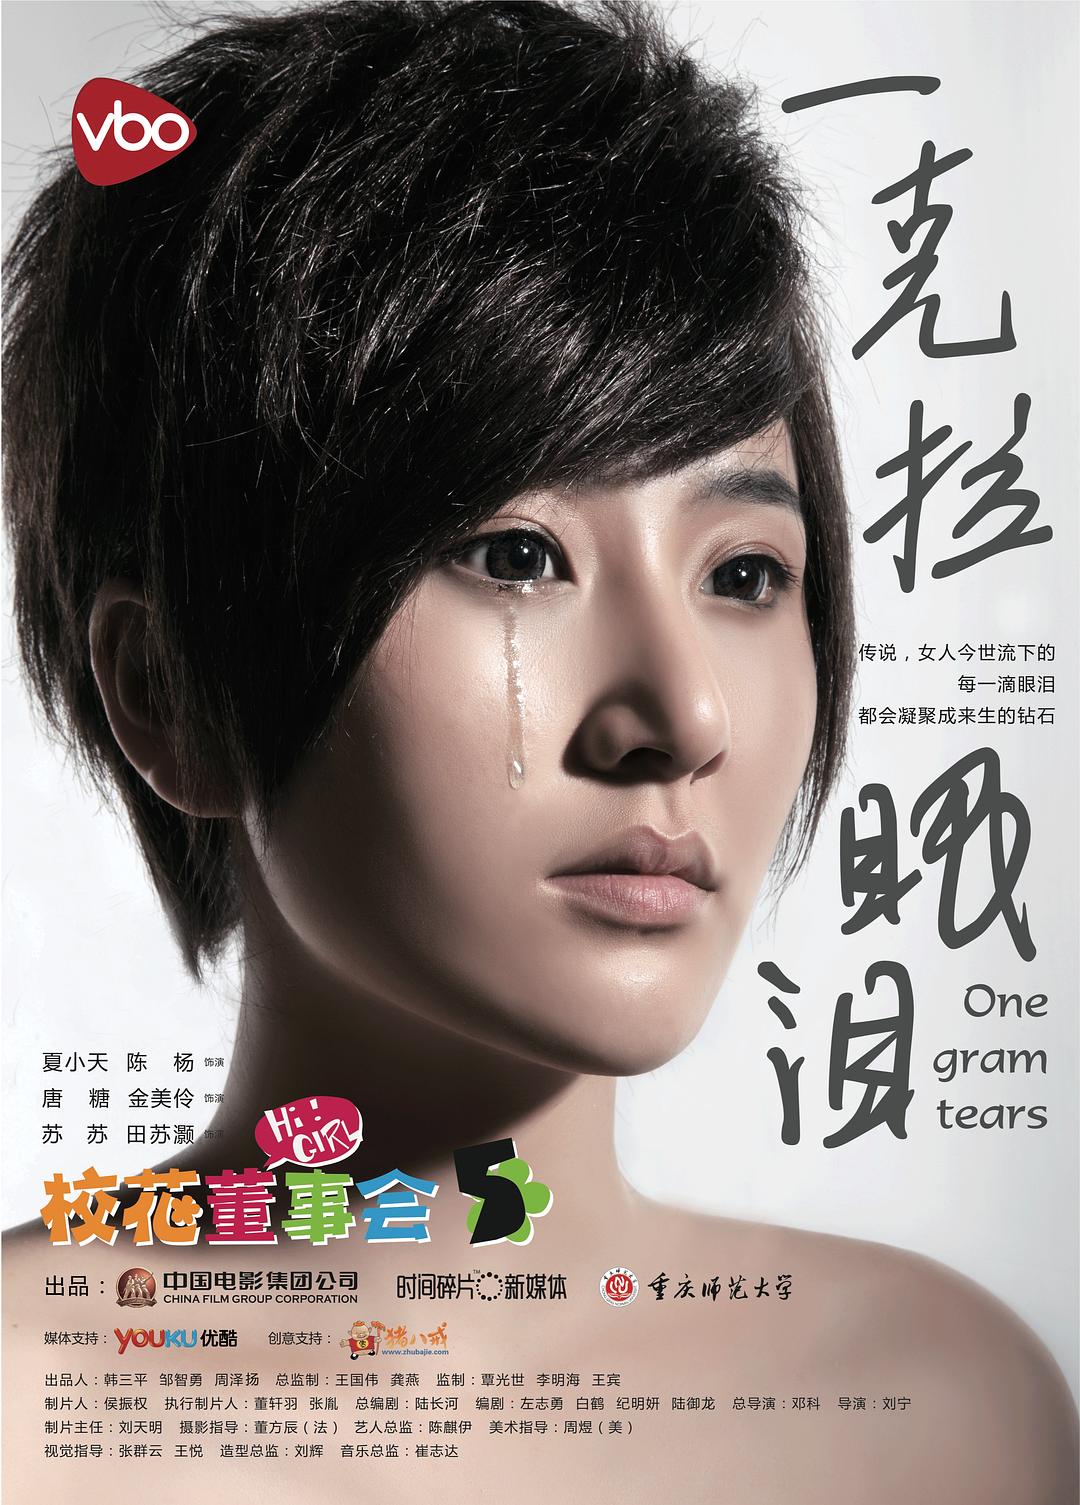 vbo
一克拉眼泪
传说，女人今世流下的
每一滴眼泪
都会凝聚成来生的钻石
One
gram
tears
夏小天 陈 杨 饰演
唐 糖 金美伶 饰演
苏 苏 田苏灏 饰演
Hi! GIRL
校花董事会5
出品： 中国电影集团公司 CHINA FILM GROUP CORPORATION 时间碎片™新媒体 重庆师范大学
媒体支持：YOUKU优酷 创意支持：猪八戒 www.zhubajie.com
出品人：韩三平 邹智勇 周泽扬 总监制：王国伟 龚燕 监制：覃光世 李明海 王宾
制片人：侯振权 执行制片人：董轩羽 张胤 总编剧：陆长河 编剧：左志勇 白鹤 纪明妍 陆御龙 总导演：邓科 导演：刘宁
制片主任：刘天明 摄影指导：董方辰（法） 艺人总监：陈麒伊 美术指导：周煜（美）
视觉指导：张群云 王悦 造型总监：刘辉 音乐总监：崔志达